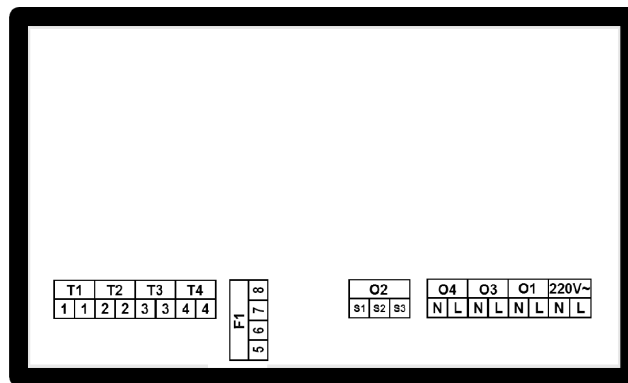 T1 T2 T3 T4
1 1 2 2 3 3 4 4
F1
5 6 7 8
O2
S1 S2 S3
O4 O3 O1 220V~
N L N L N L N L